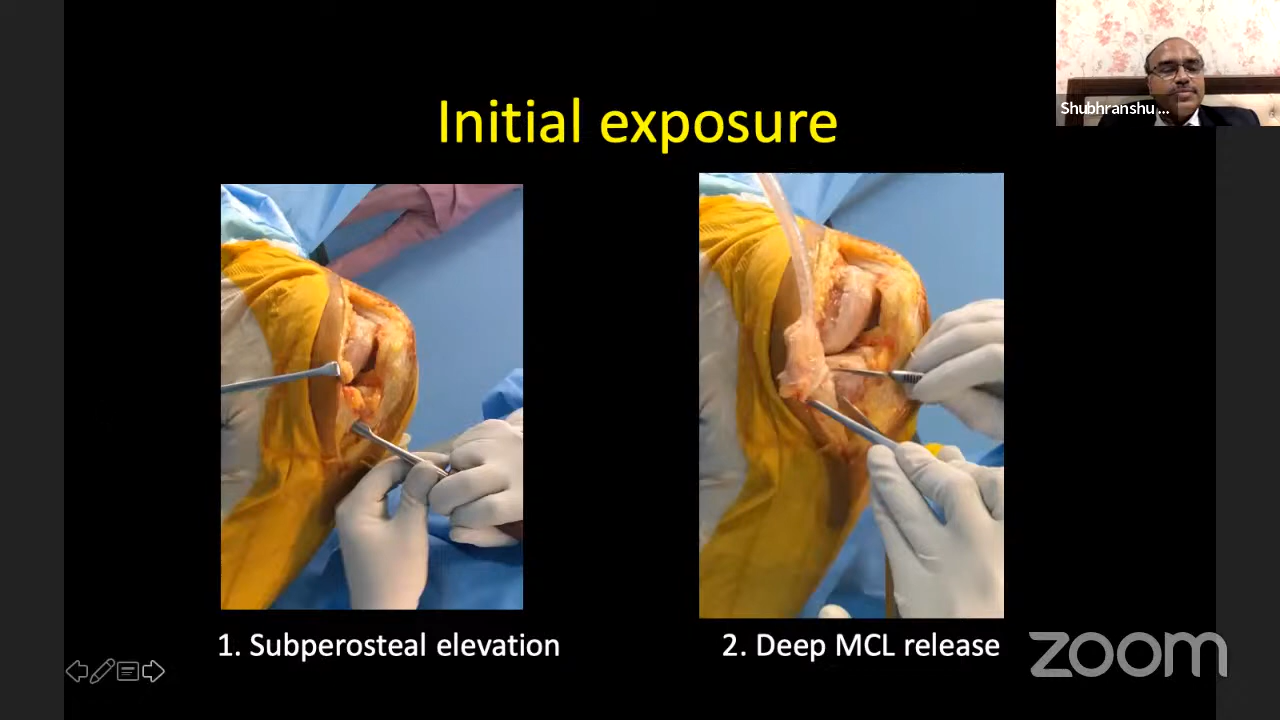 Initial exposure
Shubhranshu ...
1. Subperosteal elevation
2. Deep MCL release
zoom